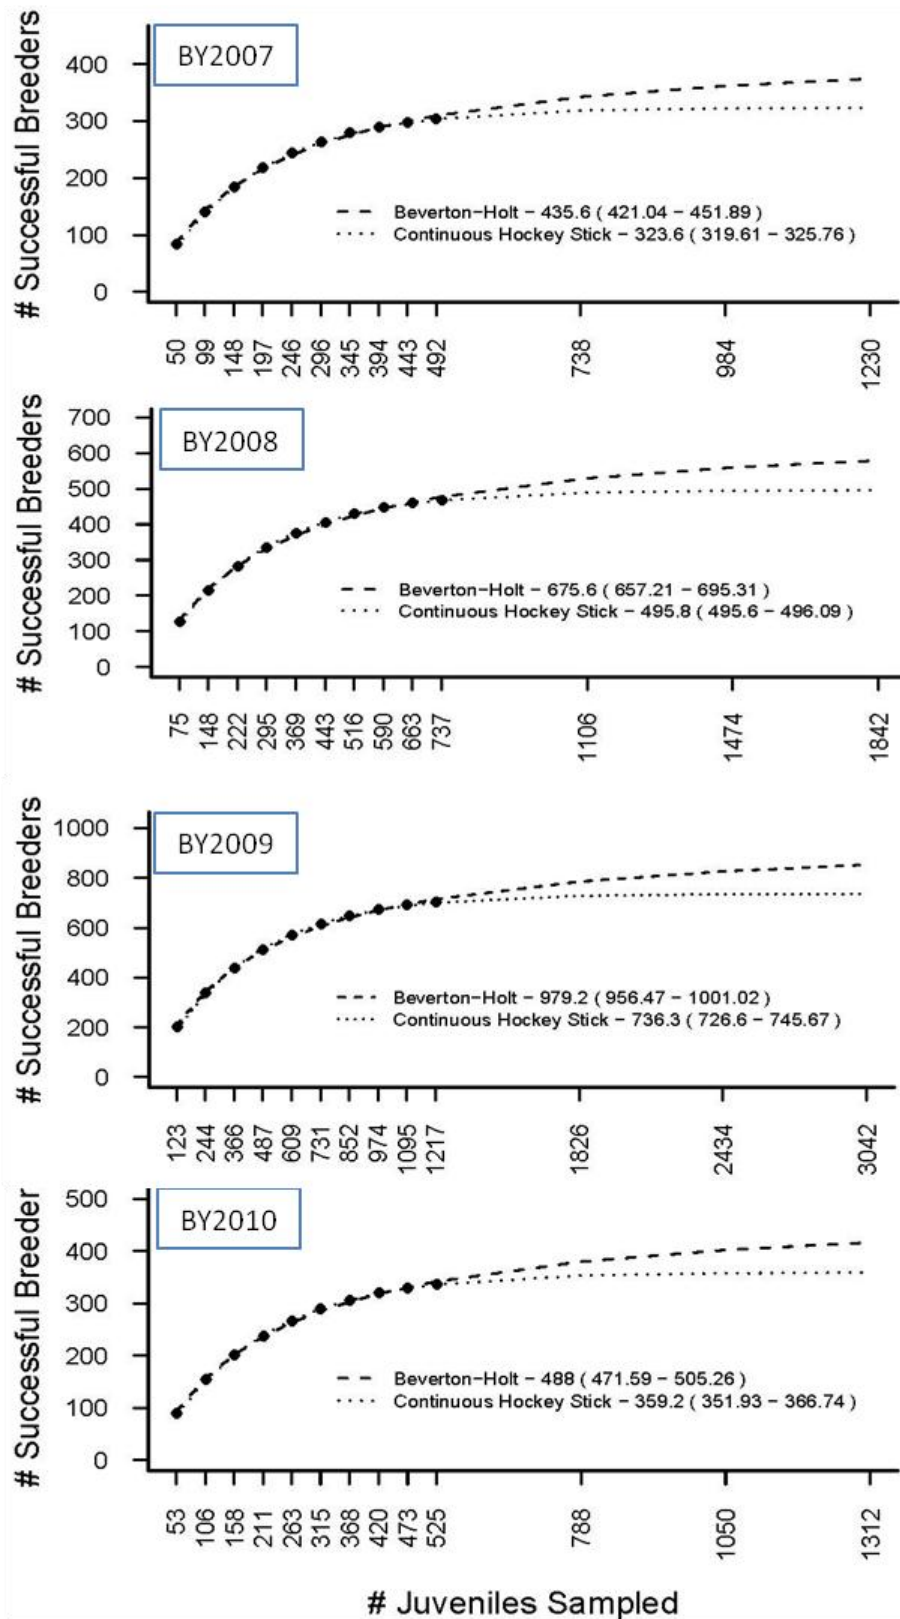 # Successful Breeders
BY2007
400
300
200
100
0
Beverton-Holt - 435.6 ( 421.04 - 451.89 )
Continuous Hockey Stick - 323.6 ( 319.61 - 325.76 )
50 99 148 197 246 296 345 394 443 492 738 984 1230
# Successful Breeders
BY2008
700
600
500
400
300
200
100
0
Beverton-Holt - 675.6 ( 657.21 - 695.31 )
Continuous Hockey Stick - 495.8 ( 495.6 - 496.09 )
75 148 222 295 369 443 516 590 663 737 1106 1474 1842
# Successful Breeders
BY2009
1000
800
600
400
200
0
Beverton-Holt - 979.2 ( 956.47 - 1001.02 )
Continuous Hockey Stick - 736.3 ( 726.6 - 745.67 )
123 244 366 487 609 731 852 974 1095 1217 1826 2434 3042
# Successful Breeder
BY2010
500
400
300
200
100
0
Beverton-Holt - 488 ( 471.59 - 505.26 )
Continuous Hockey Stick - 359.2 ( 351.93 - 366.74 )
53 106 158 211 263 315 368 420 473 525 788 1050 1312
# Juveniles Sampled